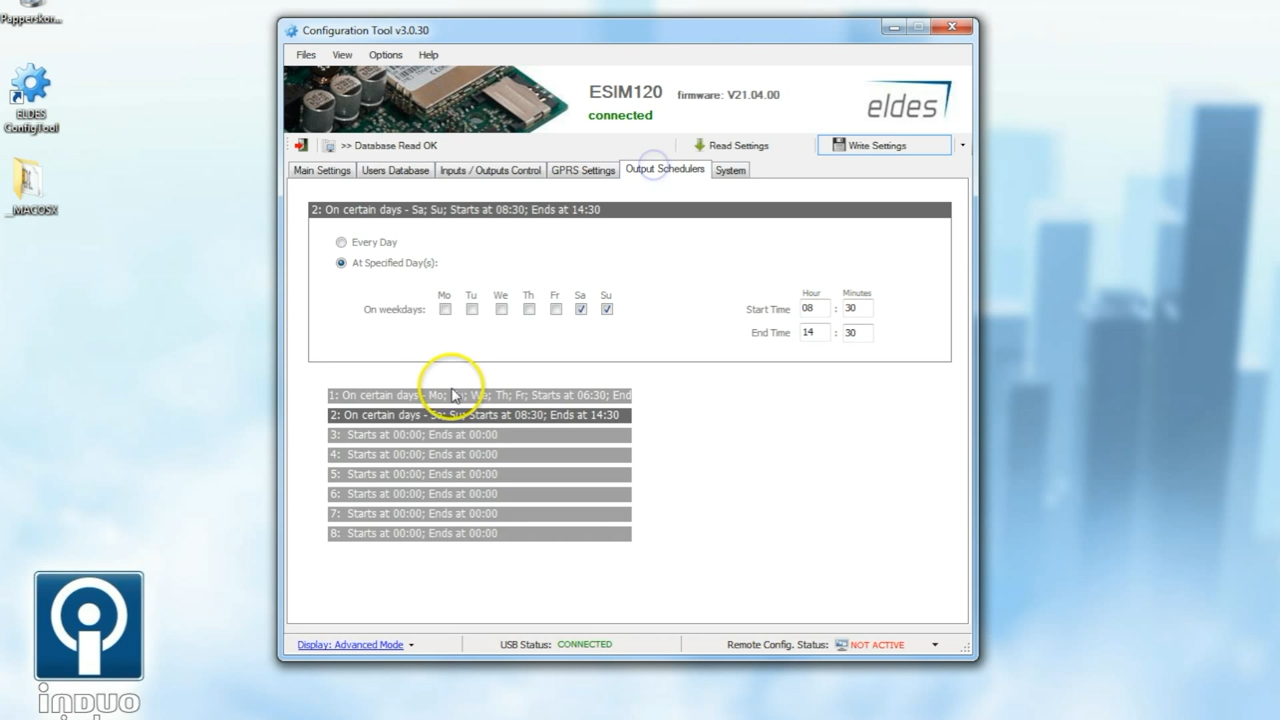 Papperskor...
ELDES
ConfigTool
__MACOSX
INDUO
Configuration Tool v3.0.30
Files View Options Help
ESIM120 firmware: V21.04.00
connected
eldes
>> Database Read OK Read Settings Write Settings
Main Settings Users Database Inputs / Outputs Control GPRS Settings Output Schedulers System
2: On certain days - Sa; Su; Starts at 08:30; Ends at 14:30
Every Day
At Specified Day(s):
Mo Tu We Th Fr Sa Su
On weekdays:
Hour Minutes
Start Time 08 : 30
End Time 14 : 30
1: On certain days - Mo; We; Th; Fr; Starts at 06:30; End
2: On certain days - Sa; Su; Starts at 08:30; Ends at 14:30
3: Starts at 00:00; Ends at 00:00
4: Starts at 00:00; Ends at 00:00
5: Starts at 00:00; Ends at 00:00
6: Starts at 00:00; Ends at 00:00
7: Starts at 00:00; Ends at 00:00
8: Starts at 00:00; Ends at 00:00
Display: Advanced Mode USB Status: CONNECTED Remote Config. Status: NOT ACTIVE